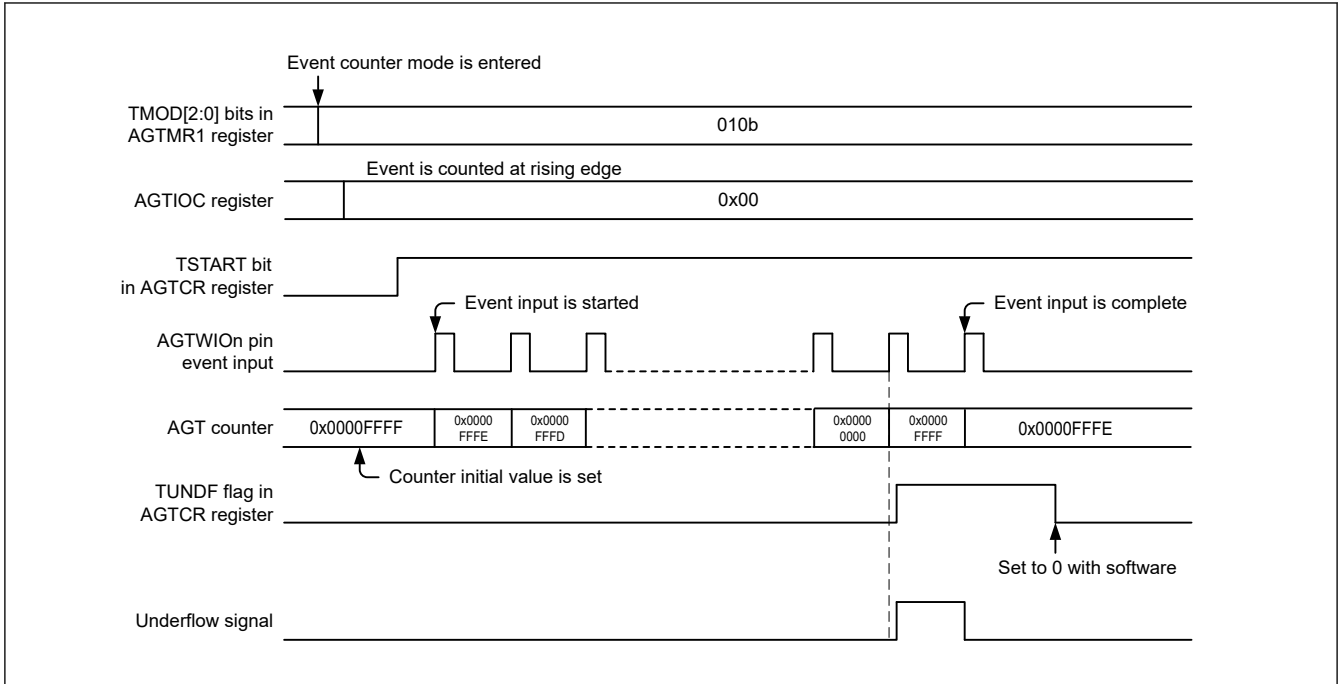 Event counter mode is entered
TMOD[2:0] bits in
AGTMR1 register
010b
Event is counted at rising edge
AGTIOC register
0x00
TSTART bit
in AGTCR register
Event input is started
Event input is complete
AGTWIOn pin
event input
AGT counter
0x0000FFFF
0x0000
FFFE
0x0000
FFFD
0x0000
0000
0x0000
FFFF
0x0000FFFE
Counter initial value is set
TUNDF flag in
AGTCR register
Set to 0 with software
Underflow signal